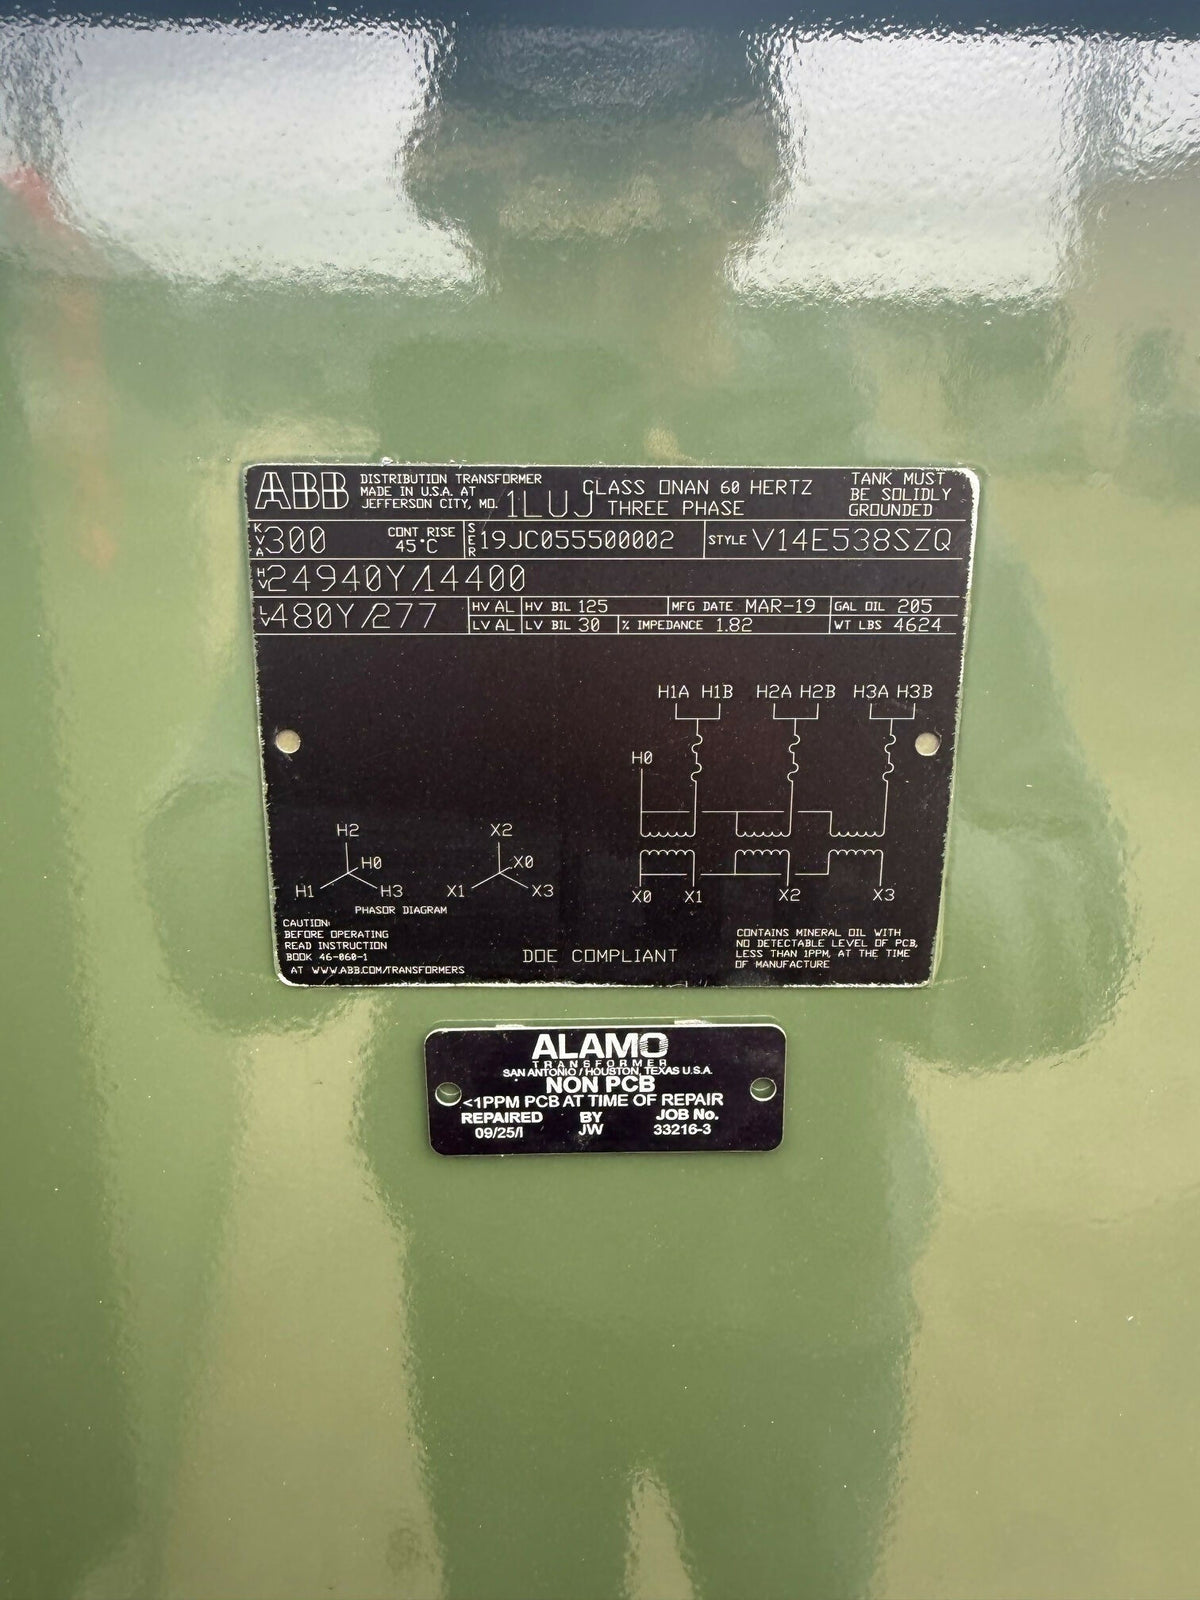 ABB DISTRIBUTION TRANSFORMER
MADE IN U.S.A. AT
JEFFERSON CITY, MO. 1LUJ
CLASS ONAN 60 HERTZ
THREE PHASE
TANK MUST
BE SOLIDLY
GROUNDED
KVA 300 CONT RISE 45°C SER 19JC055500002 STYLE V14E538SZQ
HV 24940Y/14400
LV 480Y/277 HV AL HV BIL 125 MFG DATE MAR-19 GAL OIL 205
LV AL LV BIL 30 % IMPEDANCE 1.82 WT LBS 4624
H1A H1B H2A H2B H3A H3B
H0
H2 X2
H0 X0
H1 H3 X1 X3
X0 X1 X2 X3
PHASOR DIAGRAM
CAUTION:
BEFORE OPERATING
READ INSTRUCTION
BOOK 46-060-1
AT WWW.ABB.COM/TRANSFORMERS
DOE COMPLIANT
CONTAINS MINERAL OIL WITH
NO DETECTABLE LEVEL OF PCB,
LESS THAN 1PPM, AT THE TIME
OF MANUFACTURE
ALAMO
TRANSFORMER
SAN ANTONIO / HOUSTON, TEXAS U.S.A.
NON PCB
<1PPM PCB AT TIME OF REPAIR
REPAIRED BY JOB No.
09/25/I JW 33216-3